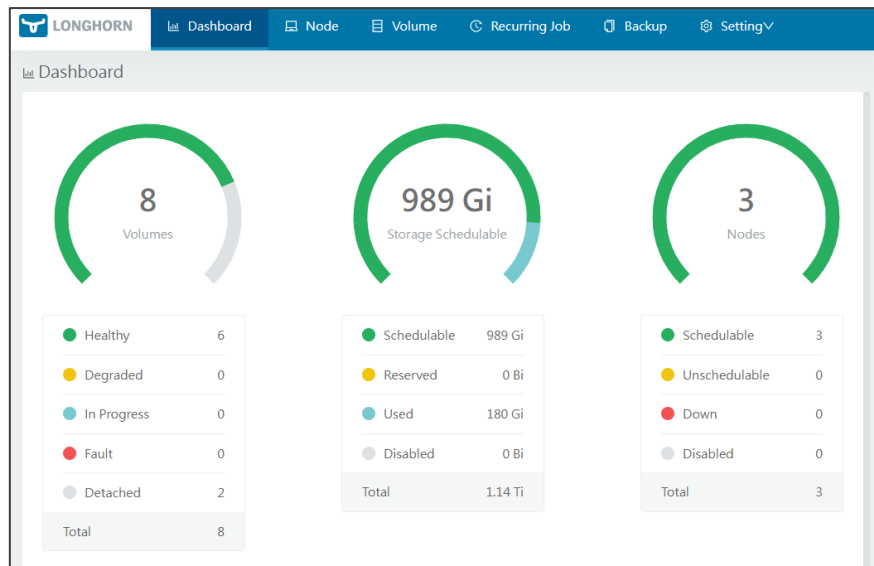 LONGHORN Dashboard Node Volume Recurring Job Backup Setting
Dashboard
8
Volumes
Healthy 6
Degraded 0
In Progress 0
Fault 0
Detached 2
Total 8
989 Gi
Storage Schedulable
Schedulable 989 Gi
Reserved 0 Bi
Used 180 Gi
Disabled 0 Bi
Total 1.14 Ti
3
Nodes
Schedulable 3
Unschedulable 0
Down 0
Disabled 0
Total 3